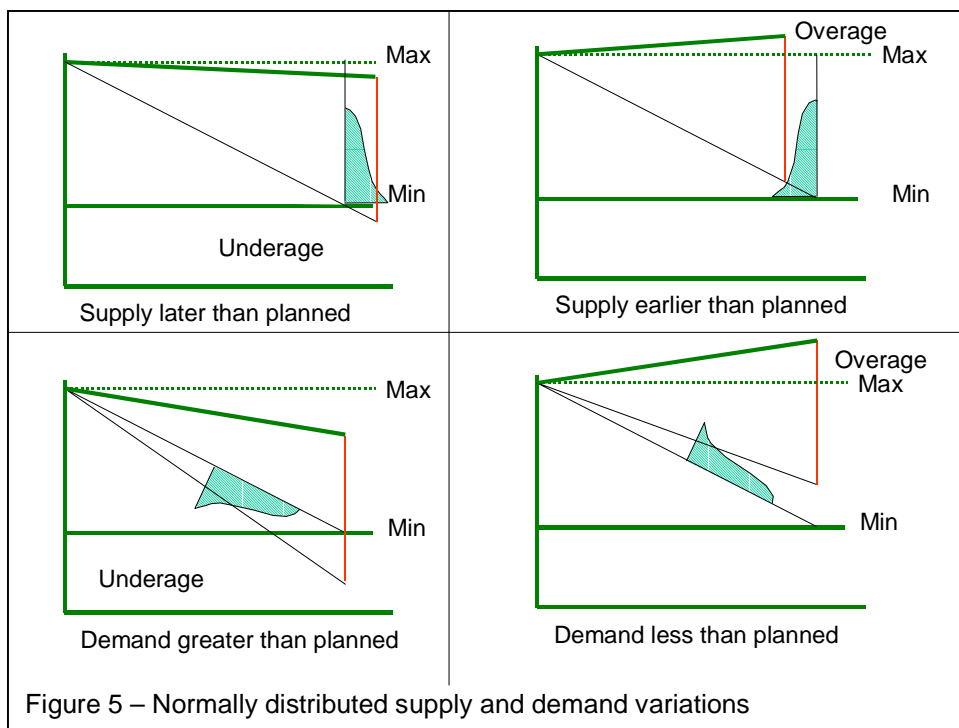 Max
Min
Underage
Supply later than planned
Overage
Max
Min
Supply earlier than planned
Max
Min
Underage
Demand greater than planned
Overage
Max
Min
Demand less than planned
Figure 5 – Normally distributed supply and demand variations